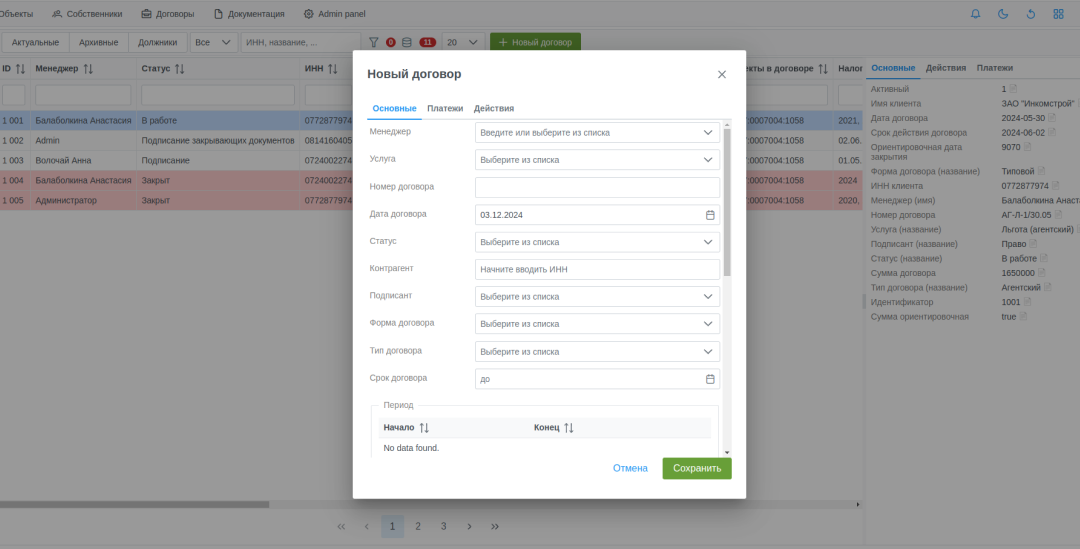 Объекты Собственники Договоры Документация Admin panel
Актуальные Архивные Должники Все ИНН, название, ... 0 11 20 + Новый договор
ID Менеджер Статус ИНН
1 001 Балаболкина Анастасия В работе 0772877974 :0007004:1058 2021,
1 002 Admin Подписание закрывающих документов 0814160405 :0007004:1058 02.06.
1 003 Волочай Анна Подписание 0724002274 :0007004:1058 01.05.
1 004 Балаболкина Анастасия Закрыт 0724002274 :0007004:1058 2024
1 005 Администратор Закрыт 0772877974 :0007004:1058 2020,
екты в договоре Налог
Новый договор
Основные Платежи Действия
Менеджер Введите или выберите из списка
Услуга Выберите из списка
Номер договора
Дата договора 03.12.2024
Статус Выберите из списка
Контрагент Начните вводить ИНН
Подписант Выберите из списка
Форма договора Выберите из списка
Тип договора Выберите из списка
Срок договора до
Период
Начало Конец
No data found.
Отмена Сохранить
Основные Действия Платежи
Активный 1
Имя клиента ЗАО "Инкомстрой"
Дата договора 2024-05-30
Срок действия договора 2024-06-02
Ориентировочная дата закрытия 9070
Форма договора (название) Типовой
ИНН клиента 0772877974
Менеджер (имя) Балаболкина Анаст
Номер договора АГ-Л-1/30.05
Услуга (название) Льгота (агентский)
Подписант (название) Право
Статус (название) В работе
Сумма договора 1650000
Тип договора (название) Агентский
Идентификатор 1001
Сумма ориентировочная true
1 2 3